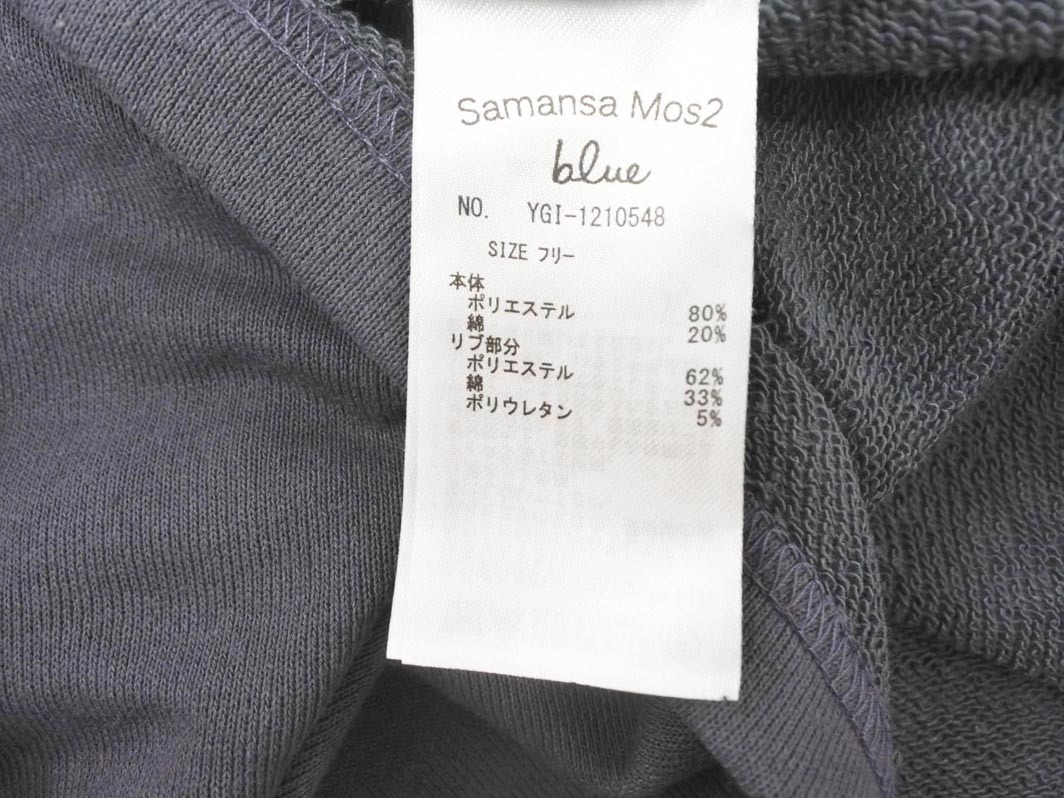 Samansa Mos2
blue
NO. YGI-1210548
SIZE フリー
本体
ポリエステル 80%
綿 20%
リブ部分
ポリエステル 62%
綿 33%
ポリウレタン 5%